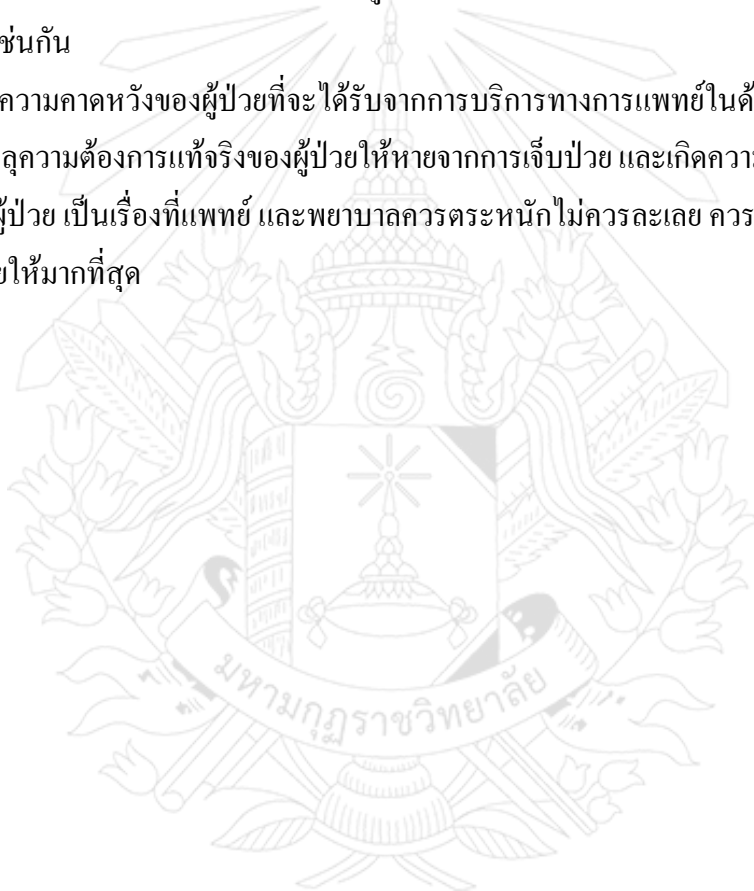 ช่นกัน
ความคาดหวังของผู้ป่วยที่จะได้รับจากการบริการทางการแพทย์ในด้
ลุความต้องการแท้จริงของผู้ป่วยให้หายจากการเจ็บป่วย และเกิดความ
ผู้ป่วย เป็นเรื่องที่แพทย์ และพยาบาลควรตระหนักไม่ควรละเลย ควร
ยให้มากที่สุด
มหามกุฏราชวิทยาลัย